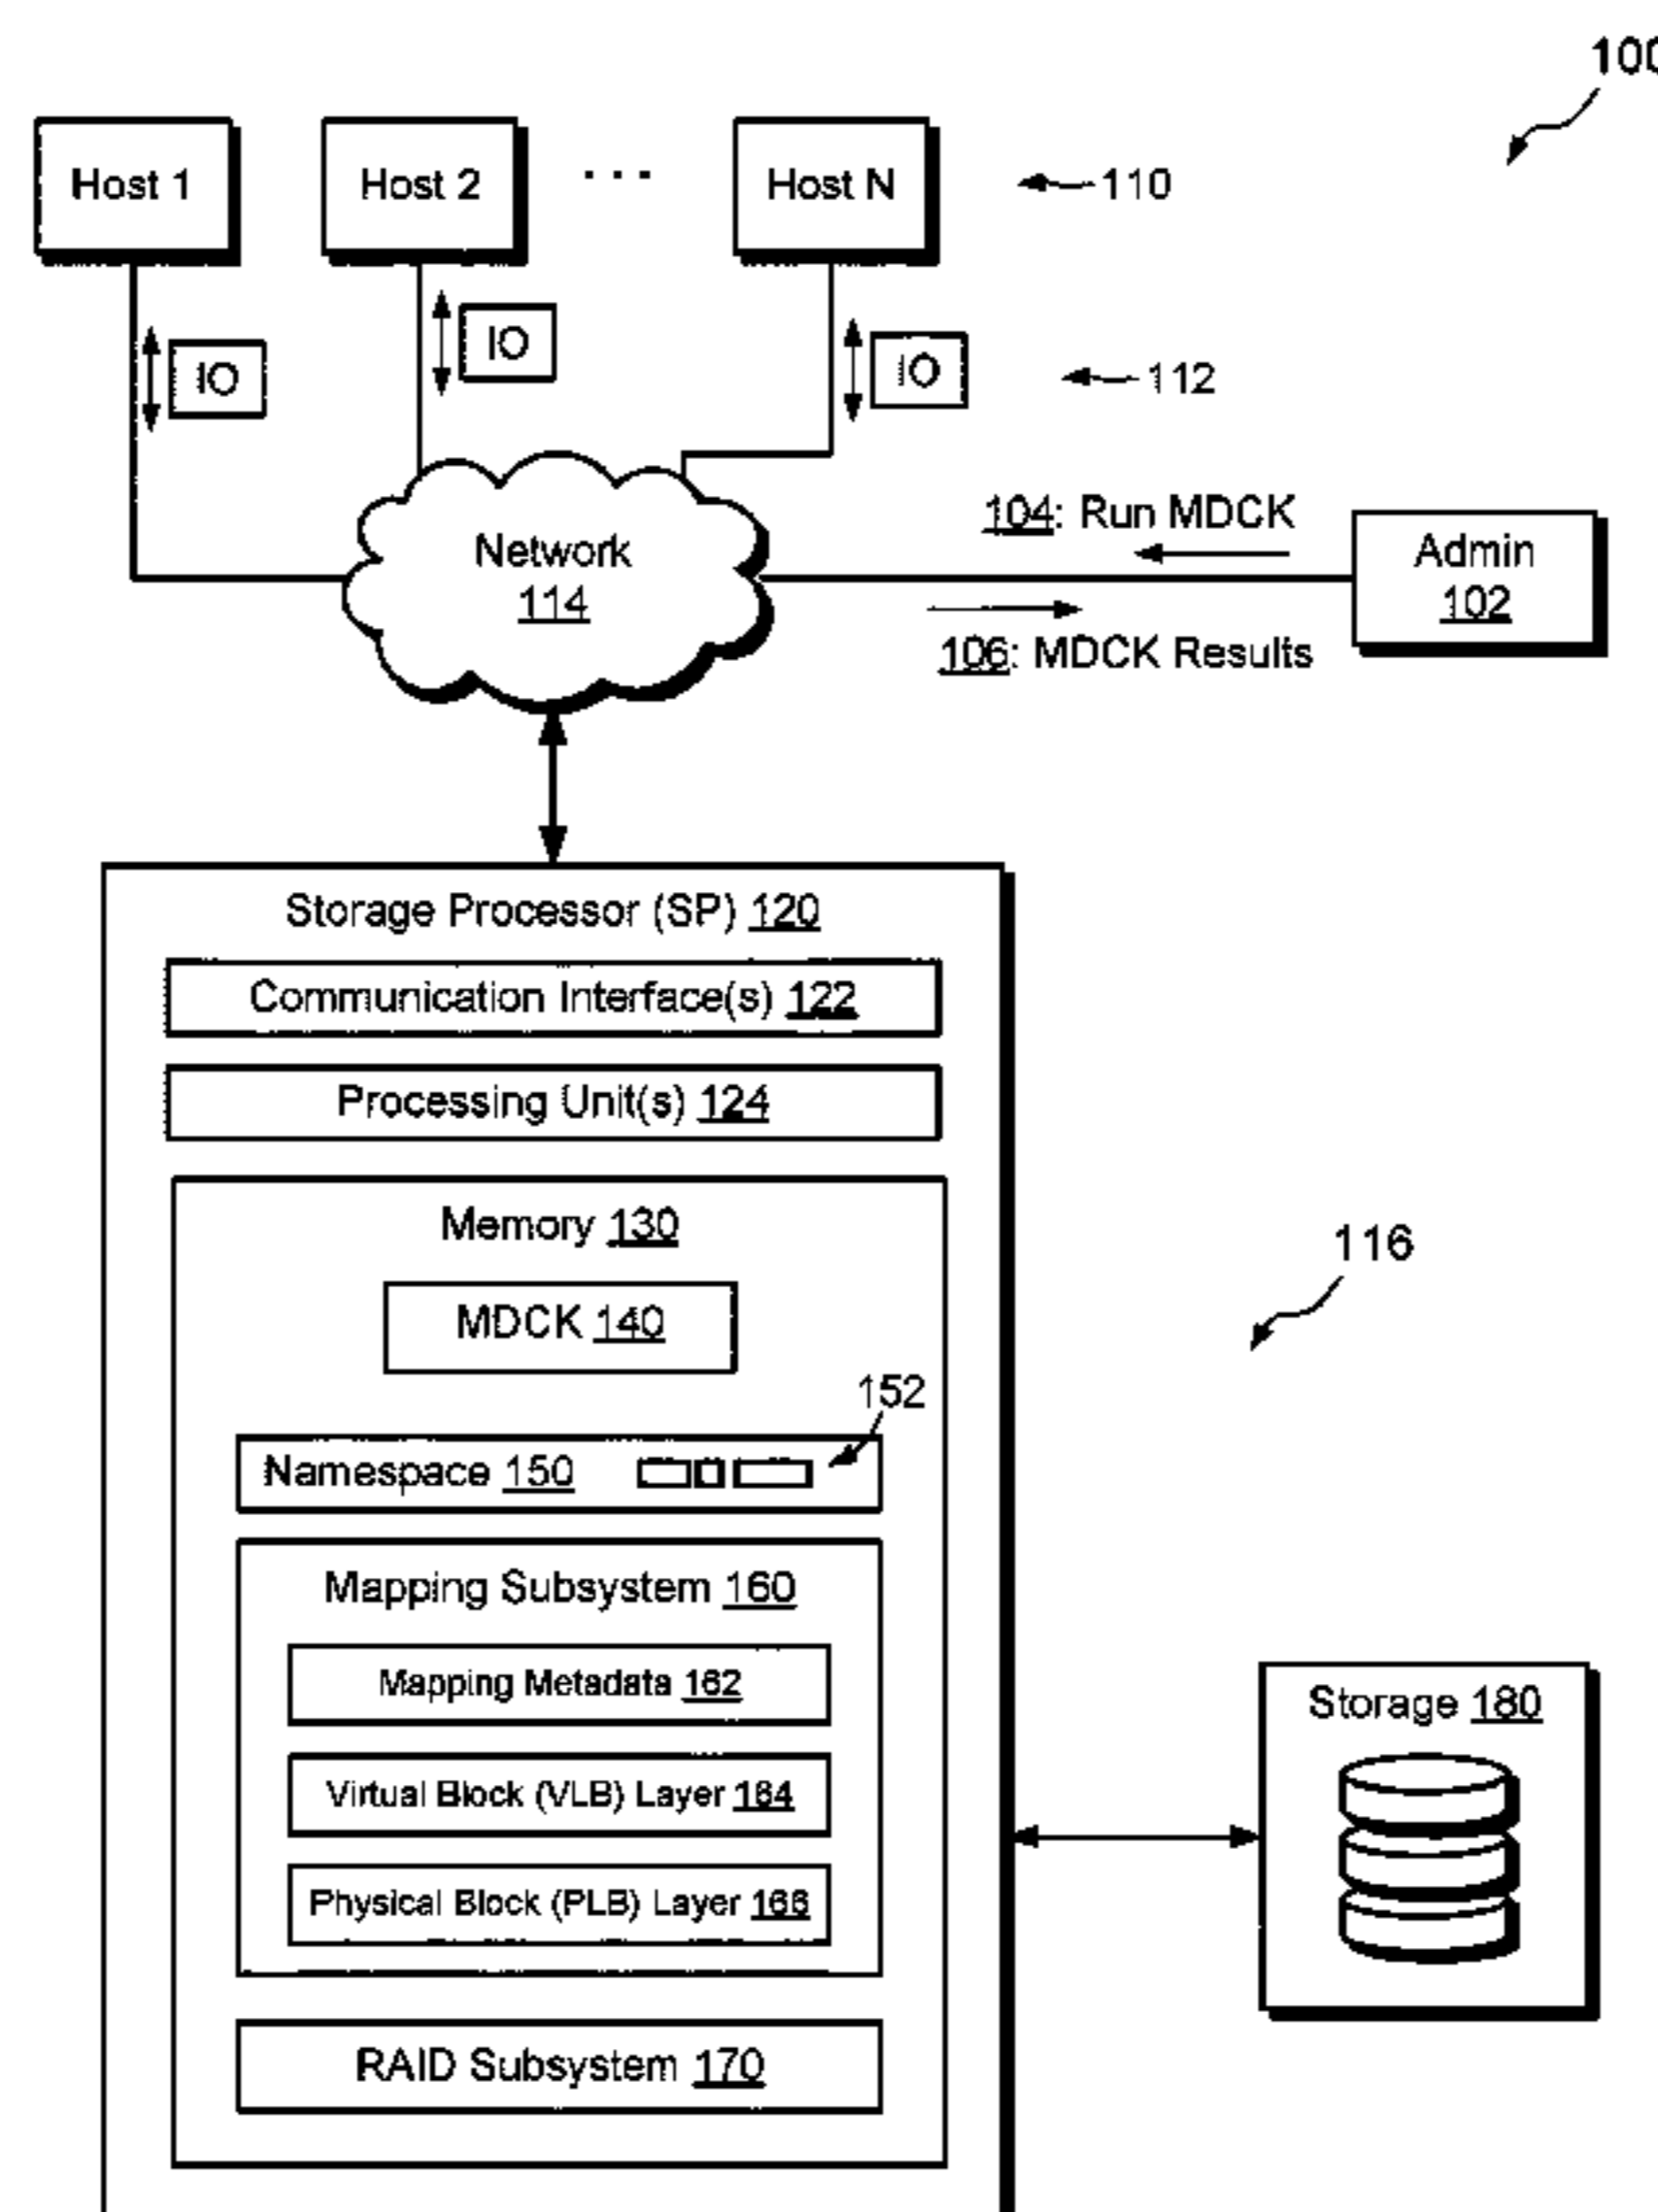 100
Host 1
Host 2
...
Host N
110
IO
IO
IO
112
Network
114
104: Run MDCK
106: MDCK Results
Admin
102
Storage Processor (SP) 120
Communication Interface(s) 122
Processing Unit(s) 124
Memory 130
MDCK 140
116
152
Namespace 150
Mapping Subsystem 160
Mapping Metadata 162
Virtual Block (VLB) Layer 164
Physical Block (PLB) Layer 166
RAID Subsystem 170
Storage 180